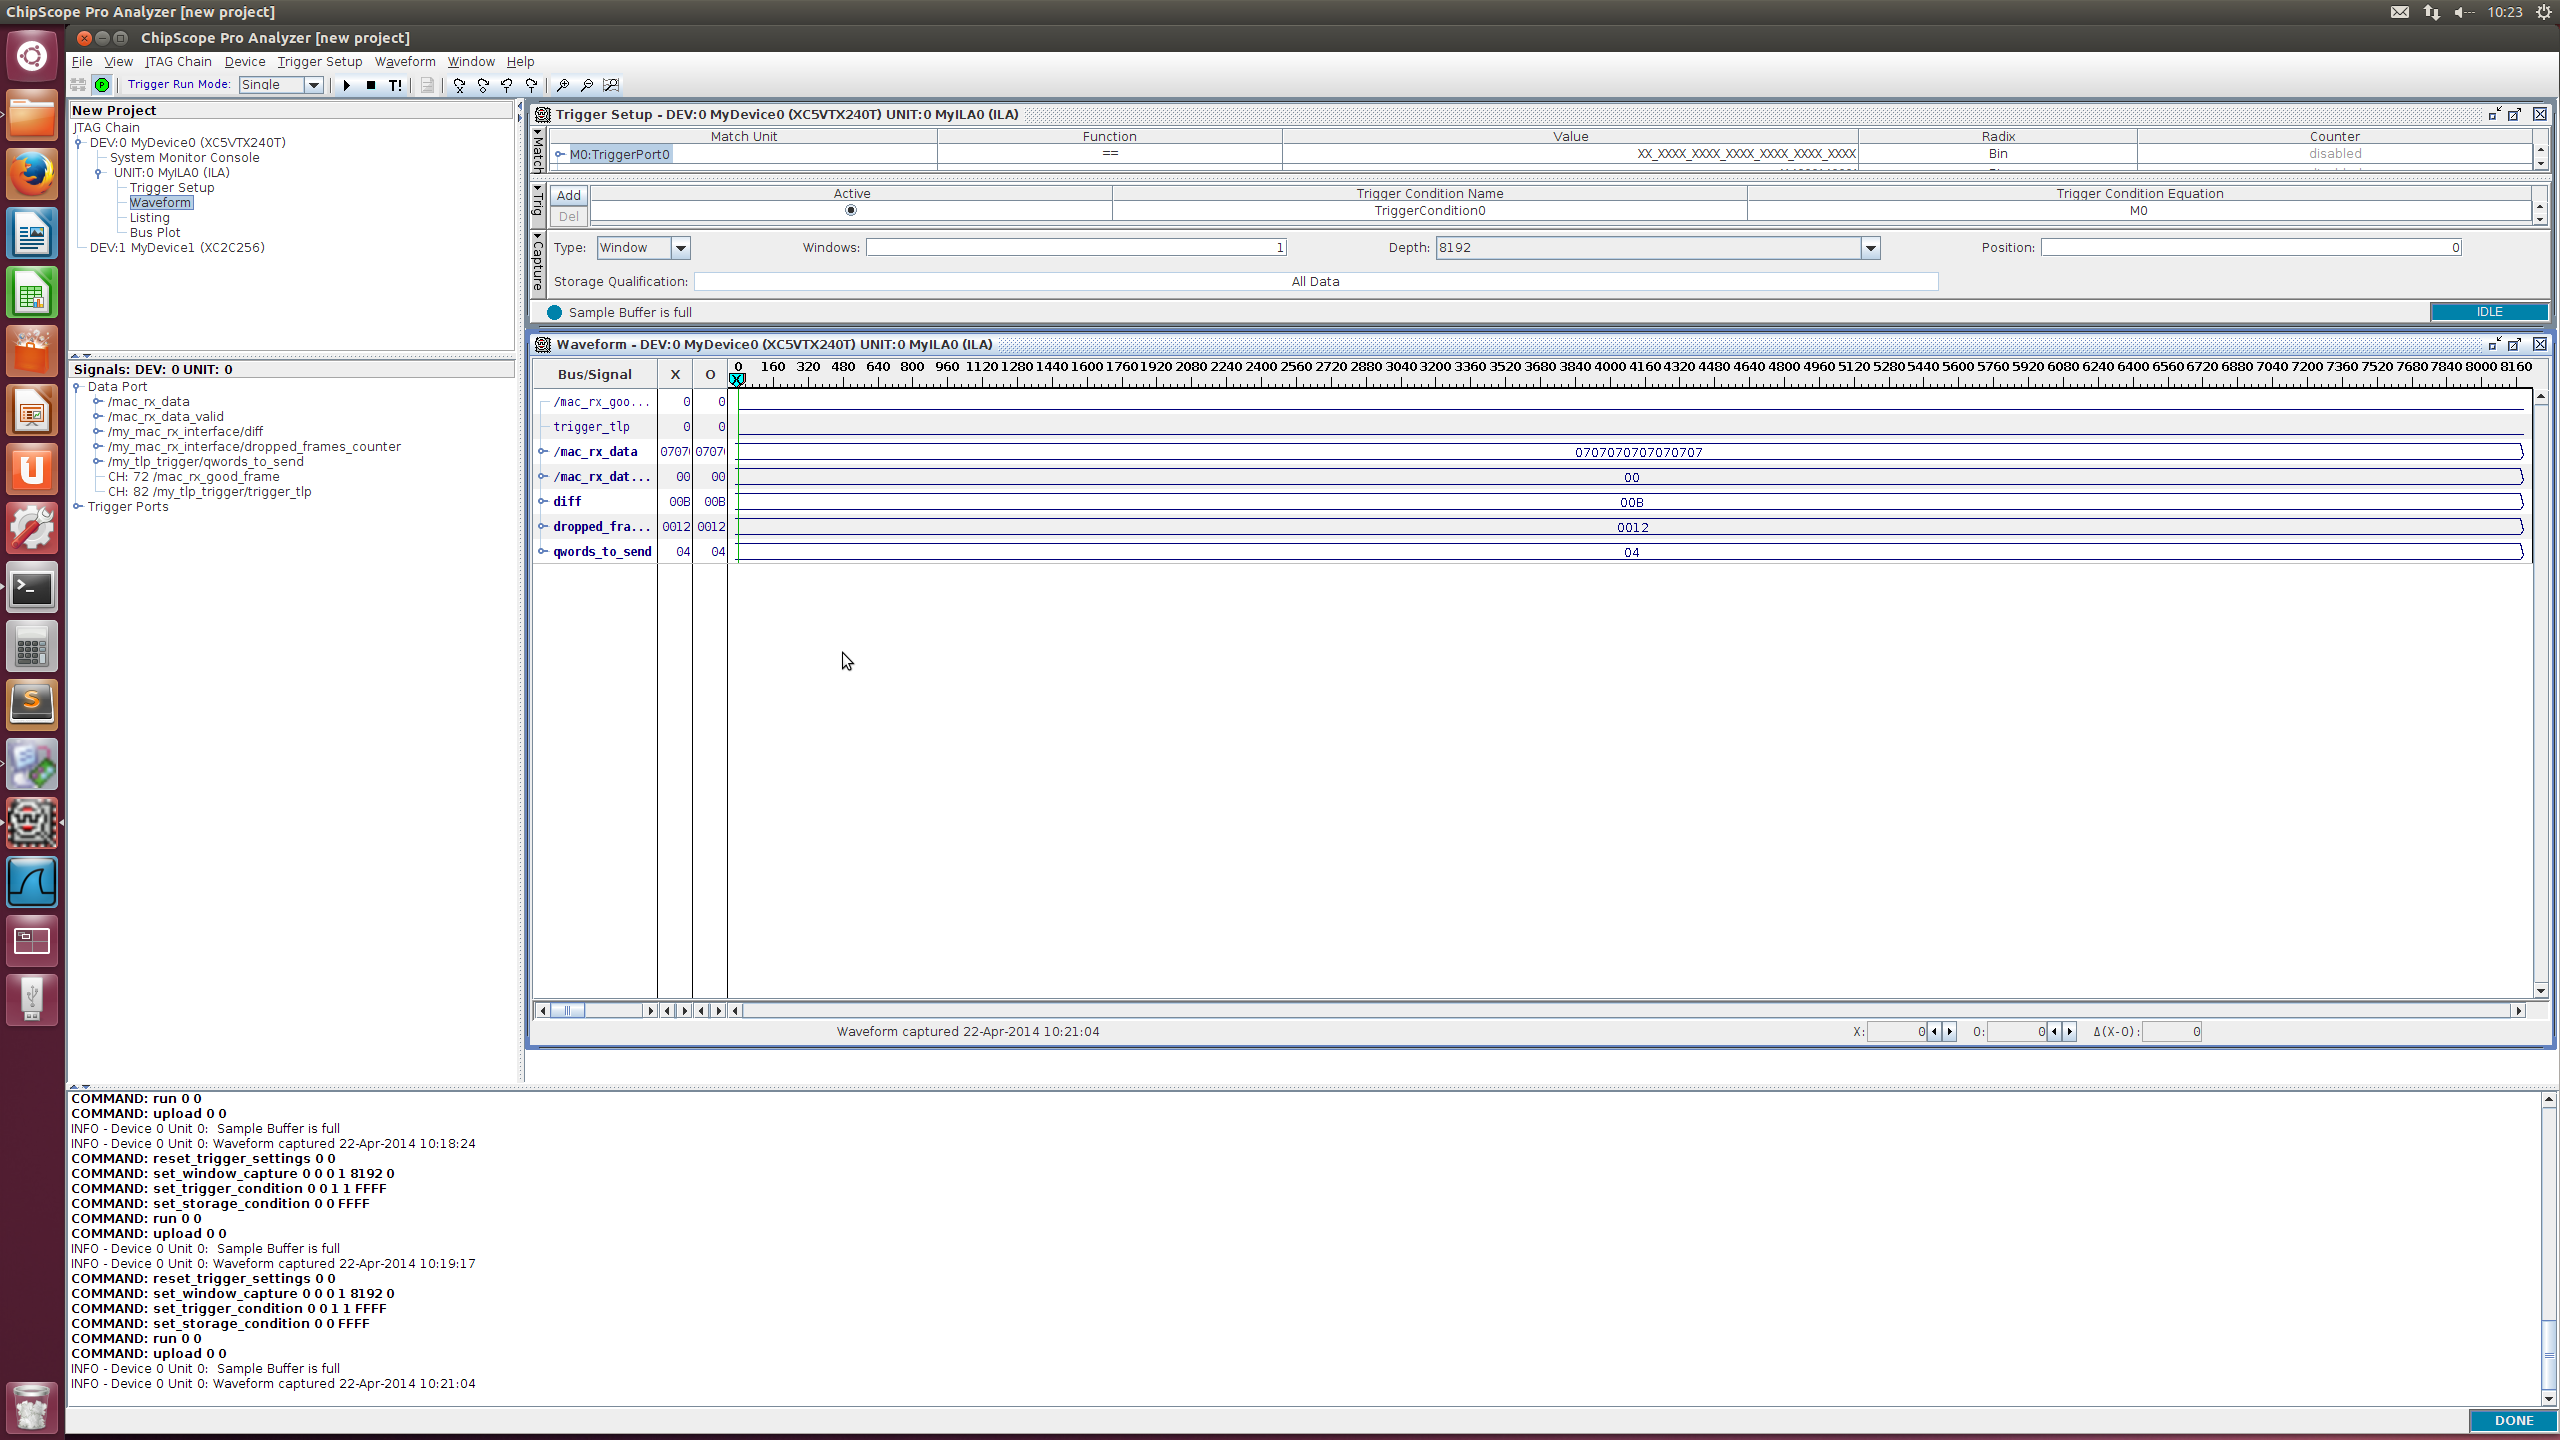 ChipScope Pro Analyzer [new project]
10:23
ChipScope Pro Analyzer [new project]
File View JTAG Chain Device Trigger Setup Waveform Window Help
Trigger Run Mode: Single T!
New Project
JTAG Chain
DEV:0 MyDevice0 (XC5VTX240T)
System Monitor Console
UNIT:0 MyILA0 (ILA)
Trigger Setup
Waveform
Listing
Bus Plot
DEV:1 MyDevice1 (XC2C256)
Signals: DEV: 0 UNIT: 0
Data Port
/mac_rx_data
/mac_rx_data_valid
/my_mac_rx_interface/diff
/my_mac_rx_interface/dropped_frames_counter
/my_tlp_trigger/qwords_to_send
CH: 72 /mac_rx_good_frame
CH: 82 /my_tlp_trigger/trigger_tlp
Trigger Ports
Trigger Setup - DEV:0 MyDevice0 (XC5VTX240T) UNIT:0 MyILA0 (ILA)
Match
Match Unit Function Value Radix Counter
M0:TriggerPort0 == XX_XXXX_XXXX_XXXX_XXXX_XXXX_XXXX Bin disabled
Trig
Add Active Trigger Condition Name Trigger Condition Equation
Del TriggerCondition0 M0
Capture
Type: Window Windows: 1 Depth: 8192 Position: 0
Storage Qualification: All Data
Sample Buffer is full IDLE
Waveform - DEV:0 MyDevice0 (XC5VTX240T) UNIT:0 MyILA0 (ILA)
Bus/Signal X O 0 160 320 480 640 800 960 1120 1280 1440 1600 1760 1920 2080 2240 2400 2560 2720 2880 3040 3200 3360 3520 3680 3840 4000 4160 4320 4480 4640 4800 4960 5120 5280 5440 5600 5760 5920 6080 6240 6400 6560 6720 6880 7040 7200 7360 7520 7680 7840 8000 8160
X
/mac_rx_goo... 0 0
trigger_tlp 0 0
/mac_rx_data 0707 0707 0707070707070707
/mac_rx_dat... 00 00 00
diff 00B 00B 00B
dropped_fra... 0012 0012 0012
qwords_to_send 04 04 04
Waveform captured 22-Apr-2014 10:21:04 X: 0 O: 0 Δ(X-O): 0
COMMAND: run 0 0
COMMAND: upload 0 0
INFO - Device 0 Unit 0: Sample Buffer is full
INFO - Device 0 Unit 0: Waveform captured 22-Apr-2014 10:18:24
COMMAND: reset_trigger_settings 0 0
COMMAND: set_window_capture 0 0 0 1 8192 0
COMMAND: set_trigger_condition 0 0 1 1 FFFF
COMMAND: set_storage_condition 0 0 FFFF
COMMAND: run 0 0
COMMAND: upload 0 0
INFO - Device 0 Unit 0: Sample Buffer is full
INFO - Device 0 Unit 0: Waveform captured 22-Apr-2014 10:19:17
COMMAND: reset_trigger_settings 0 0
COMMAND: set_window_capture 0 0 0 1 8192 0
COMMAND: set_trigger_condition 0 0 1 1 FFFF
COMMAND: set_storage_condition 0 0 FFFF
COMMAND: run 0 0
COMMAND: upload 0 0
INFO - Device 0 Unit 0: Sample Buffer is full
INFO - Device 0 Unit 0: Waveform captured 22-Apr-2014 10:21:04
DONE